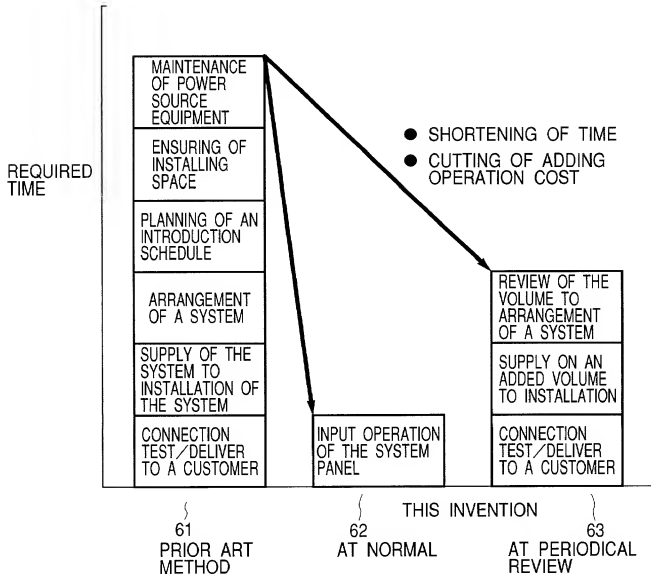 REQUIRED
TIME
MAINTENANCE
OF POWER
SOURCE
EQUIPMENT
ENSURING OF
INSTALLING
SPACE
PLANNING OF AN
INTRODUCTION
SCHEDULE
ARRANGEMENT
OF A SYSTEM
SUPPLY OF THE
SYSTEM TO
INSTALLATION OF
THE SYSTEM
CONNECTION
TEST/DELIVER
TO A CUSTOMER
● SHORTENING OF TIME
● CUTTING OF ADDING
OPERATION COST
INPUT OPERATION
OF THE SYSTEM
PANEL
REVIEW OF THE
VOLUME TO
ARRANGEMENT
OF A SYSTEM
SUPPLY ON AN
ADDED VOLUME
TO INSTALLATION
CONNECTION
TEST/DELIVER
TO A CUSTOMER
THIS INVENTION
61
PRIOR ART
METHOD
62
AT NORMAL
63
AT PERIODICAL
REVIEW